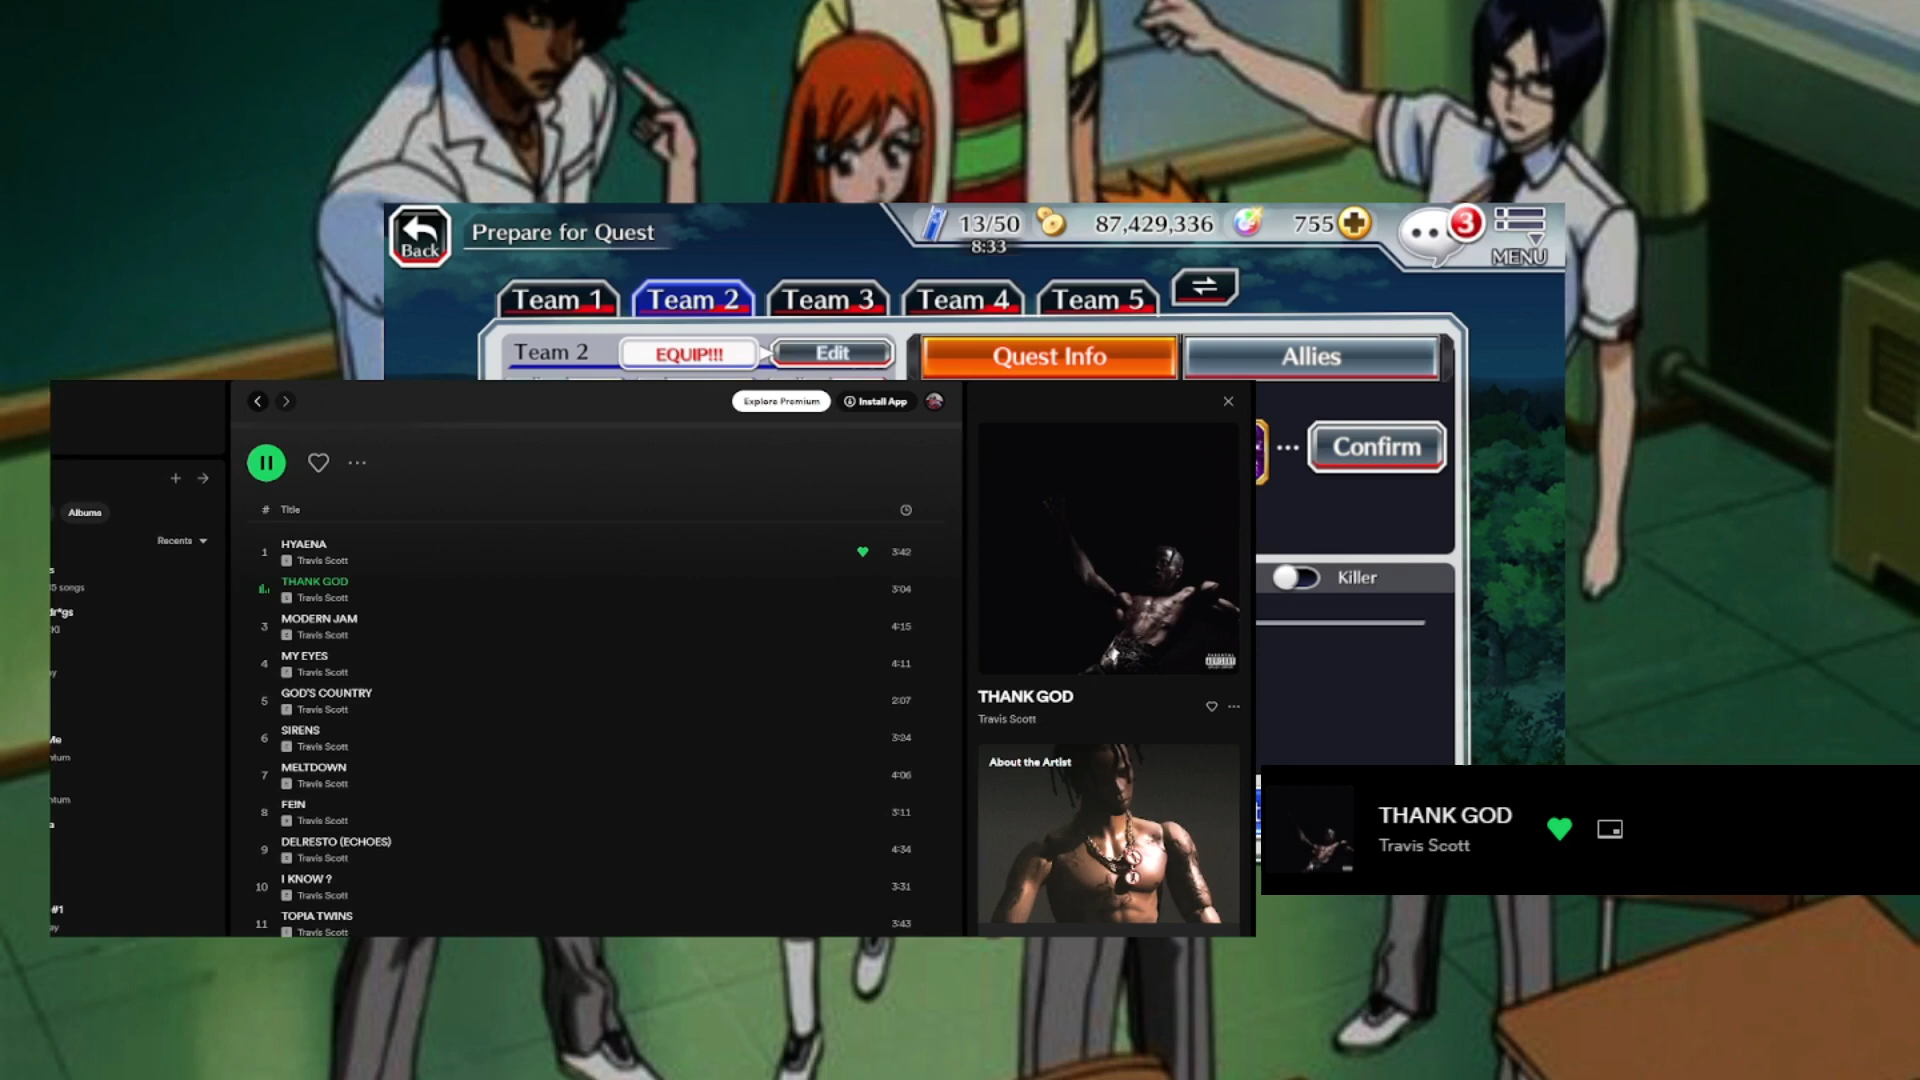 Back
Prepare for Quest
13/50
8:33
87,429,336
755
3
MENU
Team 1
Team 2
Team 3
Team 4
Team 5
Team 2
EQUIP!!!
Edit
Quest Info
Allies
Confirm
Killer
Explore Premium
Install App
Albums
Recents
# Title
1 HYAENA 3:42
E Travis Scott
THANK GOD 3:04
E Travis Scott
3 MODERN JAM 4:15
E Travis Scott
4 MY EYES 4:11
E Travis Scott
5 GOD'S COUNTRY 2:07
E Travis Scott
6 SIRENS 3:24
E Travis Scott
7 MELTDOWN 4:06
E Travis Scott
8 FE!N 3:11
E Travis Scott
9 DELRESTO (ECHOES) 4:34
E Travis Scott
10 I KNOW ? 3:31
E Travis Scott
11 TOPIA TWINS 3:43
E Travis Scott
songs
#1
PARENTAL
ADVISORY
THANK GOD
Travis Scott
About the Artist
THANK GOD
Travis Scott